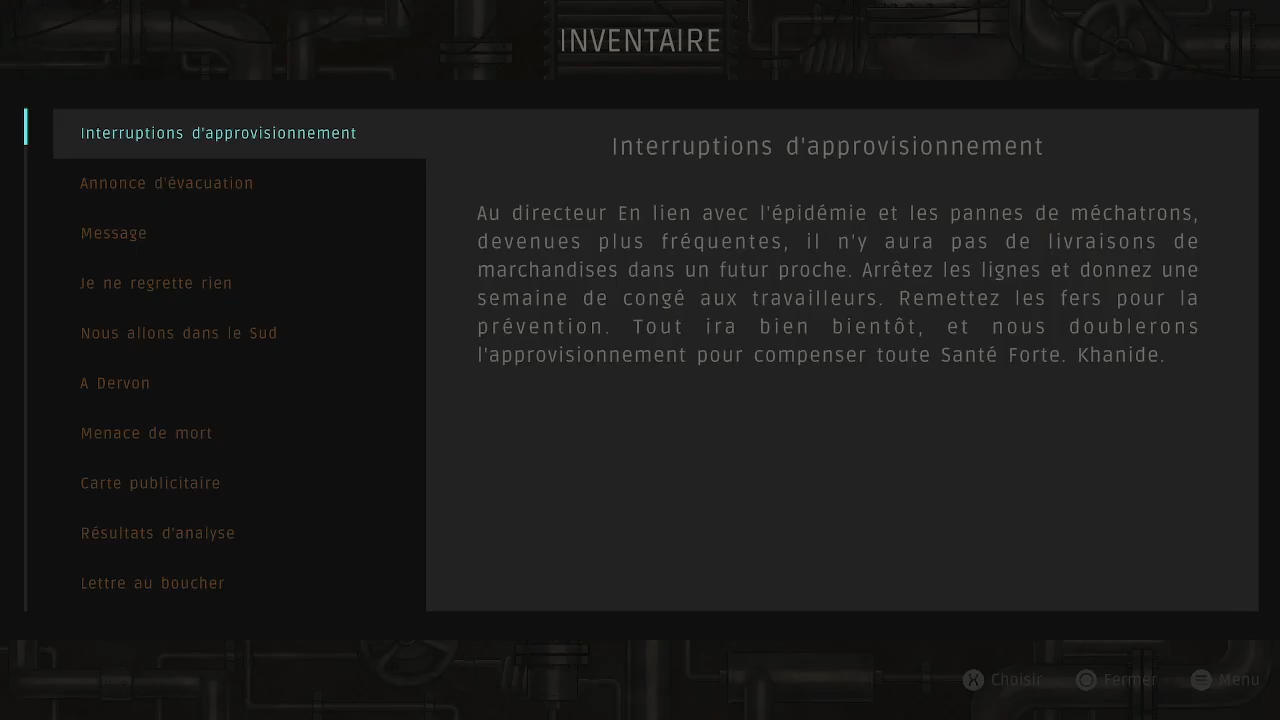 INVENTAIRE
Interruptions d'approvisionnement
Annonce d'évacuation
Message
Je ne regrette rien
Nous allons dans le Sud
A Dervon
Menace de mort
Carte publicitaire
Résultats d'analyse
Lettre au boucher
Interruptions d'approvisionnement
Au directeur En lien avec l'épidémie et les pannes de méchatrons,
devenues plus fréquentes, il n'y aura pas de livraisons de
marchandises dans un futur proche. Arrêtez les lignes et donnez une
semaine de congé aux travailleurs. Remettez les fers pour la
prévention. Tout ira bien bientôt, et nous doublerons
l'approvisionnement pour compenser toute Santé Forte. Khanide.
Choisir
Fermer
Menu